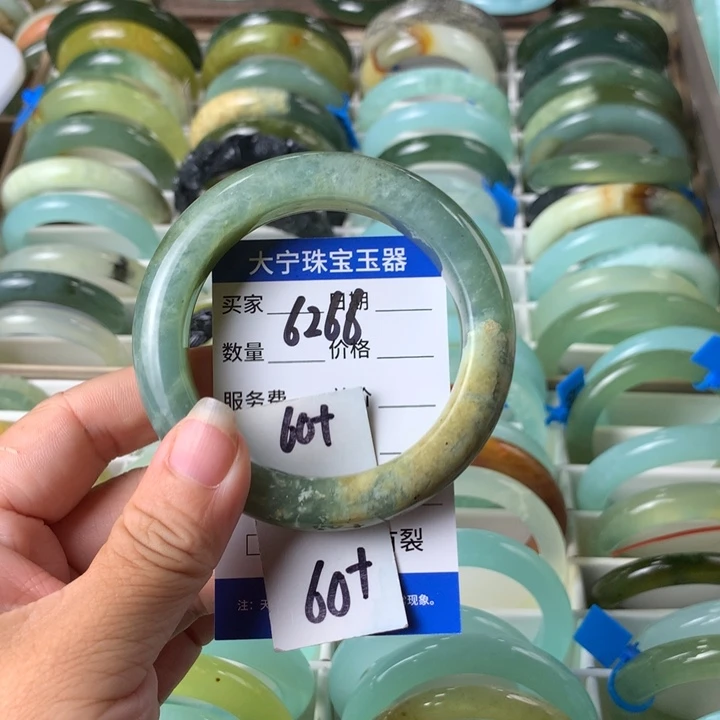 大宁珠宝玉器
买家 日期
6266
数量 价格
服务费
60+
裂
60+
注: 现象。